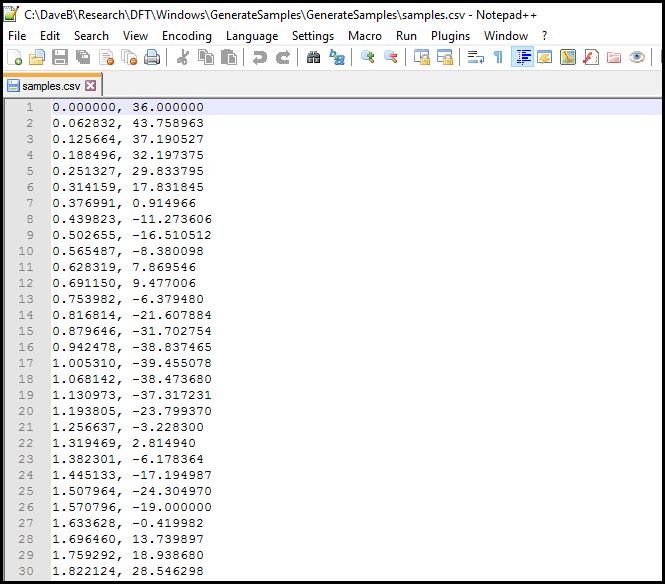 C:\DaveB\Research\DFT\Windows\GenerateSamples\GenerateSamples\samples.csv - Notepad++
File Edit Search View Encoding Language Settings Macro Run Plugins Window ?
samples.csv
1 0.000000, 36.000000
2 0.062832, 43.758963
3 0.125664, 37.190527
4 0.188496, 32.197375
5 0.251327, 29.833795
6 0.314159, 17.831845
7 0.376991, 0.914966
8 0.439823, -11.273606
9 0.502655, -16.510512
10 0.565487, -8.380098
11 0.628319, 7.869546
12 0.691150, 9.477006
13 0.753982, -6.379480
14 0.816814, -21.607884
15 0.879646, -31.702754
16 0.942478, -38.837465
17 1.005310, -39.455078
18 1.068142, -38.473680
19 1.130973, -37.317231
20 1.193805, -23.799370
21 1.256637, -3.228300
22 1.319469, 2.814940
23 1.382301, -6.178364
24 1.445133, -17.194987
25 1.507964, -24.304970
26 1.570796, -19.000000
27 1.633628, -0.419982
28 1.696460, 13.739897
29 1.759292, 18.938680
30 1.822124, 28.546298